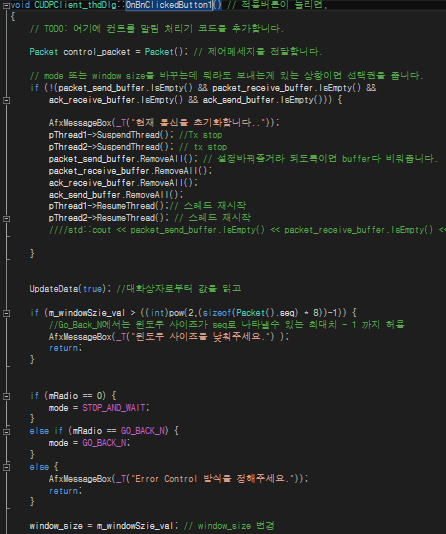 void CUDPClient_thdDlg::OnBnClickedButton1() // 적용버튼이 눌리면,
{
// TODO: 여기에 컨트롤 알림 처리기 코드를 추가합니다.
Packet control_packet = Packet(); // 제어메세지를 전달합니다.
// mode 또는 window size를 바꾸는데 뭐라도 보내는게 있는 상황이면 선택권을 줍니다.
if (!(packet_send_buffer.IsEmpty() && packet_receive_buffer.IsEmpty() &&
ack_receive_buffer.IsEmpty() && ack_send_buffer.IsEmpty())) {
AfxMessageBox(_T("현재 통신을 초기화합니다.."));
pThread1->SuspendThread(); //Tx stop
pThread2->SuspendThread(); // tx stop
packet_send_buffer.RemoveAll(); // 설정바꿔줄거라 되도록이면 buffer다 비워줍니다.
packet_receive_buffer.RemoveAll();
ack_receive_buffer.RemoveAll();
ack_send_buffer.RemoveAll();
pThread1->ResumeThread();// 스레드 재시작
pThread2->ResumeThread();// 스레드 재시작
////std::cout << packet_send_buffer.IsEmpty() << packet_receive_buffer.IsEmpty() <<
}
UpdateData(true); //대화상자로부터 값을 읽고
if (m_windowSzie_val > ((int)pow(2,(sizeof(Packet().seq) * 8))-1)) {
//Go_Back_N에서는 윈도우 사이즈가 seq로 나타낼수 있는 최대치 - 1 까지 허용
AfxMessageBox(_T("윈도우 사이즈를 낮춰주세요.") );
return;
}
if (mRadio == 0) {
mode = STOP_AND_WAIT;
}
else if (mRadio == GO_BACK_N) {
mode = GO_BACK_N;
}
else {
AfxMessageBox(_T("Error Control 방식을 정해주세요."));
return;
}
window_size = m_windowSzie_val; // window_size 변경